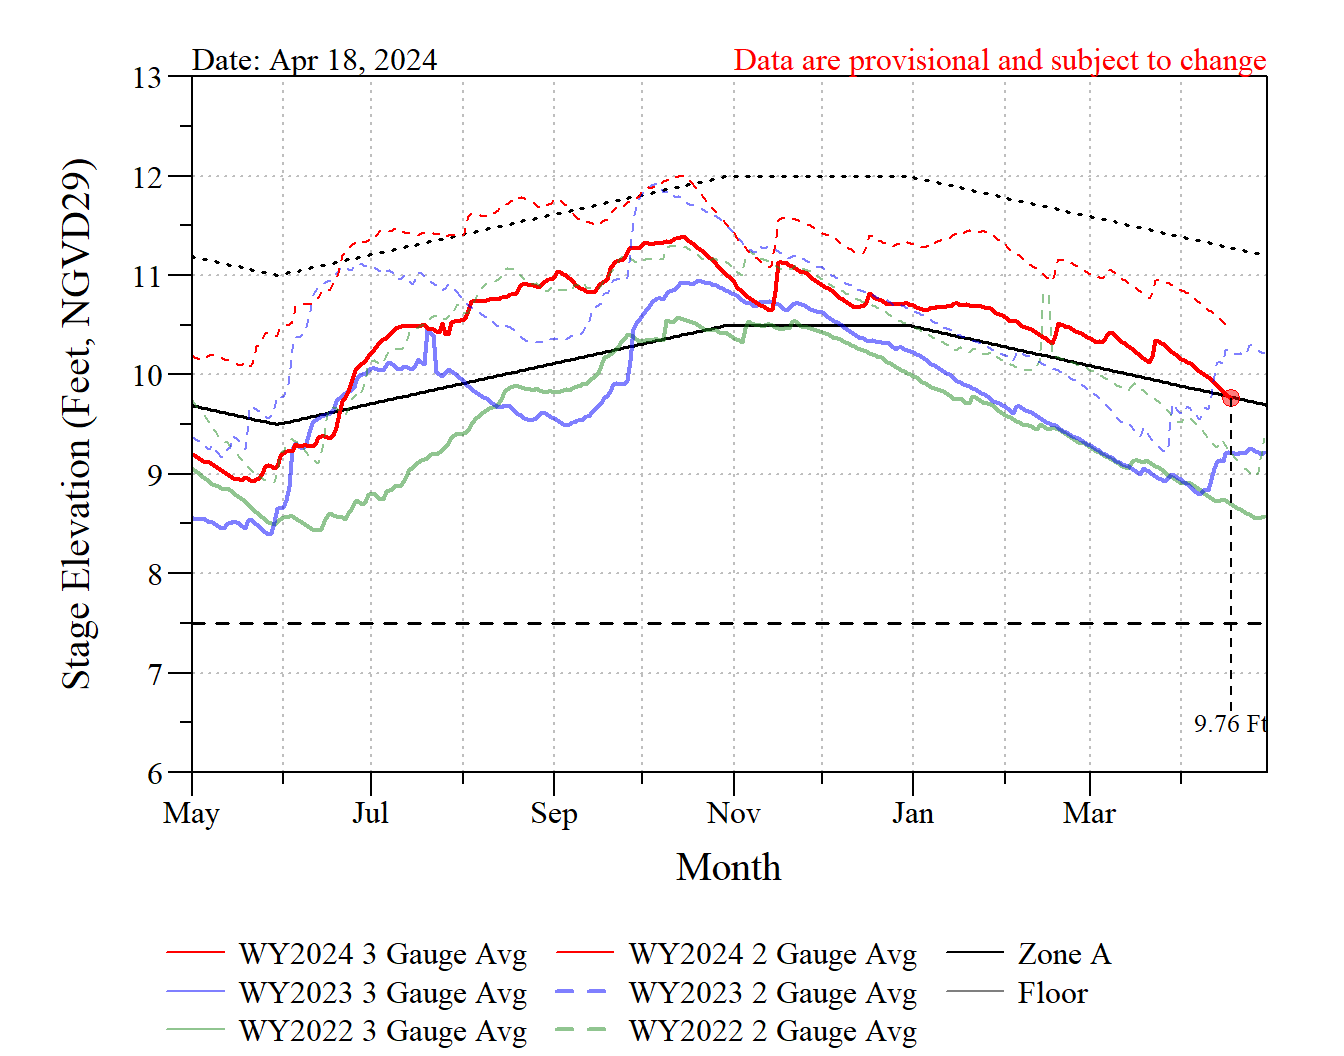 Date: Apr 18, 2024
Data are provisional and subject to change
Stage Elevation (Feet, NGVD29)
13
12
11
10
9
8
7
6
9.76 Ft
May Jul Sep Nov Jan Mar
Month
WY2024 3 Gauge Avg WY2024 2 Gauge Avg Zone A
WY2023 3 Gauge Avg WY2023 2 Gauge Avg Floor
WY2022 3 Gauge Avg WY2022 2 Gauge Avg